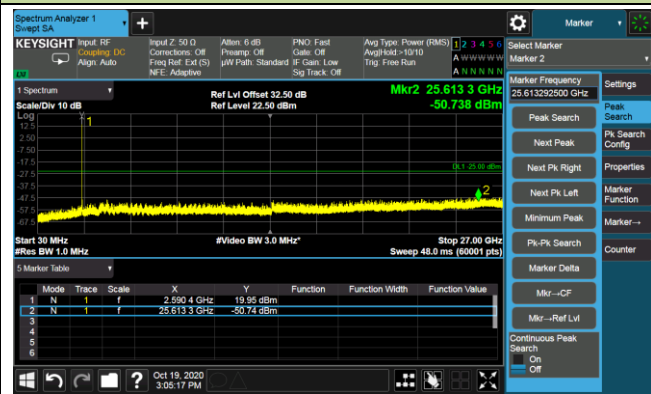 Spectrum Analyzer 1
Swept SA
+
Marker
KEYSIGHT
Input: RF
Coupling: DC
Align: Auto
Input Z: 50 Ω
Corrections: Off
Freq Ref: Ext (S)
NFE: Adaptive
Atten: 6 dB
Preamp: Off
µW Path: Standard
PNO: Fast
Gate: Off
IF Gain: Low
Sig Track: Off
Avg Type: Power (RMS)
Avg|Hold:>10/10
Trig: Free Run
1 2 3 4 5 6
A W W W W W
A N N N N N
Select Marker
Marker 2
1 Spectrum
Scale/Div 10 dB
Ref Lvl Offset 32.50 dB
Ref Level 22.50 dBm
Mkr2 25.613 3 GHz
-50.738 dBm
Log
12.5
2.50
-7.50
-17.5
-27.5
-37.5
-47.5
-57.5
-67.5
1
DL1 -25.00 dBm
2
Start 30 MHz
#Res BW 1.0 MHz
#Video BW 3.0 MHz*
Stop 27.00 GHz
Sweep 48.0 ms (60001 pts)
5 Marker Table
Mode Trace Scale X Y Function Function Width Function Value
1 N 1 f 2.590 4 GHz 19.95 dBm
2 N 1 f 25.613 3 GHz -50.74 dBm
3
4
5
6
Marker Frequency
25.613292500 GHz
Peak Search
Next Peak
Next Pk Right
Next Pk Left
Minimum Peak
Pk-Pk Search
Marker Delta
Mkr→CF
Mkr→Ref Lvl
Continuous Peak
Search
On
Off
Settings
Peak
Search
Pk Search
Config
Properties
Marker
Function
Marker→
Counter
?
Oct 19, 2020
3:05:17 PM